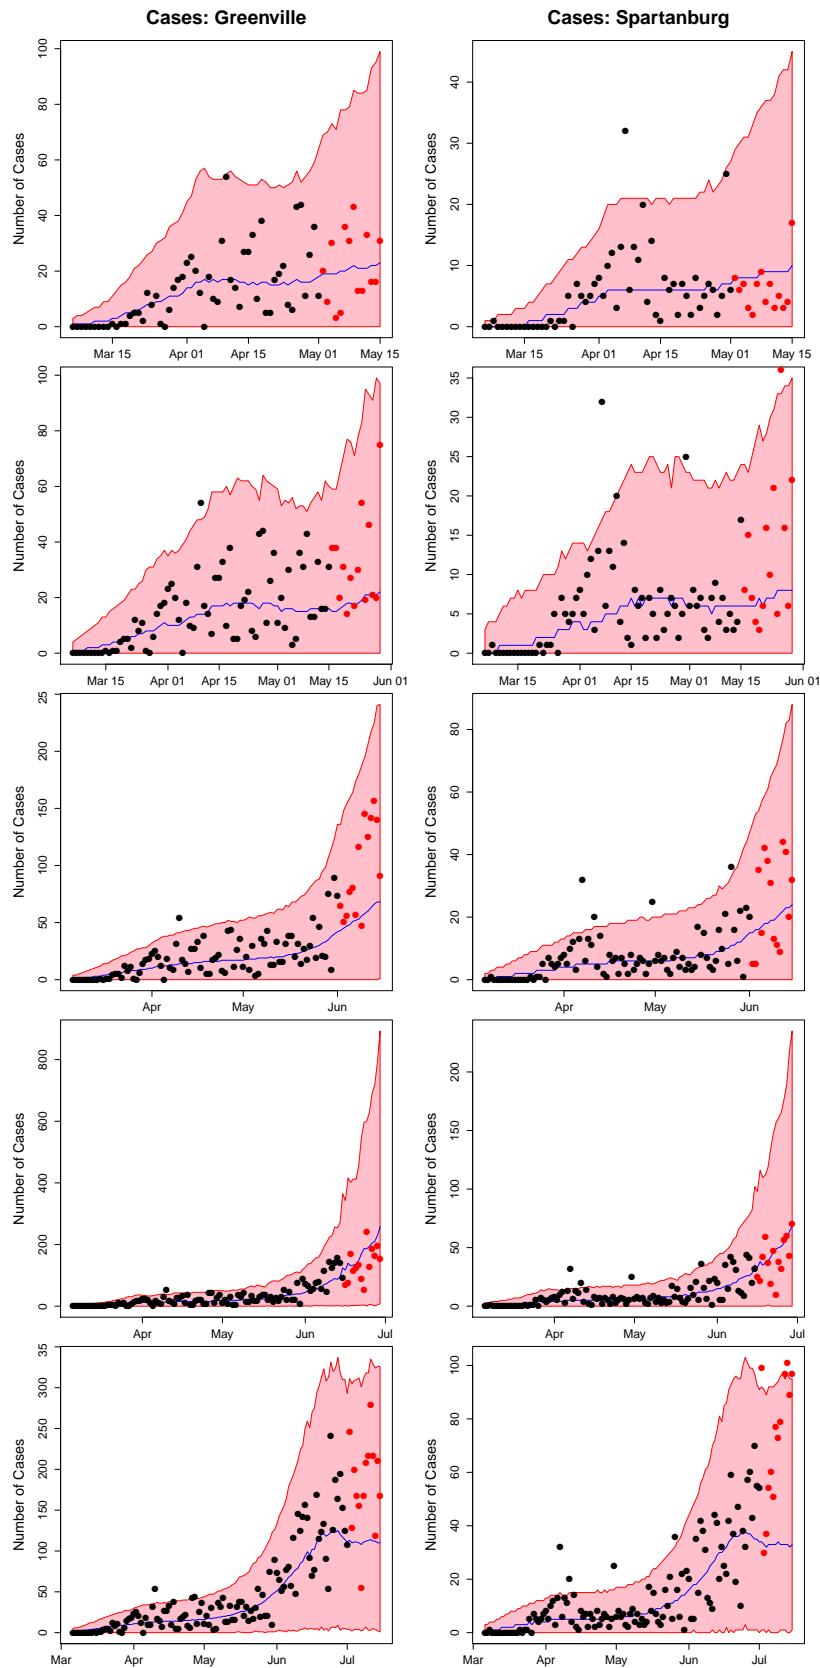 Cases: Greenville Cases: Spartanburg
Number of Cases
0 20 40 60 80 100
Mar 15 Apr 01 Apr 15 May 01 May 15
Number of Cases
0 10 20 30 40
Mar 15 Apr 01 Apr 15 May 01 May 15
Number of Cases
0 20 40 60 80 100
Mar 15 Apr 01 Apr 15 May 01 May 15 Jun 01
Number of Cases
0 5 10 15 20 25 30 35
Mar 15 Apr 01 Apr 15 May 01 May 15 Jun 01
Number of Cases
0 50 100 150 200 25
Apr May Jun
Number of Cases
0 20 40 60 80
Apr May Jun
Number of Cases
0 200 400 600 800
Apr May Jun Jul
Number of Cases
0 50 100 150 200
Apr May Jun Jul
Number of Cases
0 50 100 150 200 250 300 35
Mar Apr May Jun Jul
Number of Cases
0 20 40 60 80 100
Mar Apr May Jun Jul